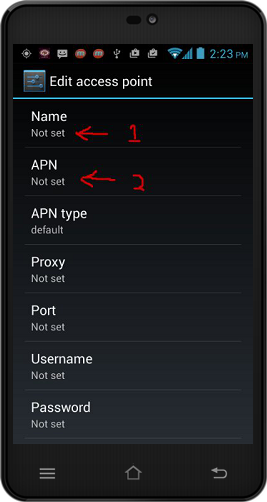 2:23 PM
Edit access point
Name
Not set
1
APN
Not set
2
APN type
default
Proxy
Not set
Port
Not set
Username
Not set
Password
Not set